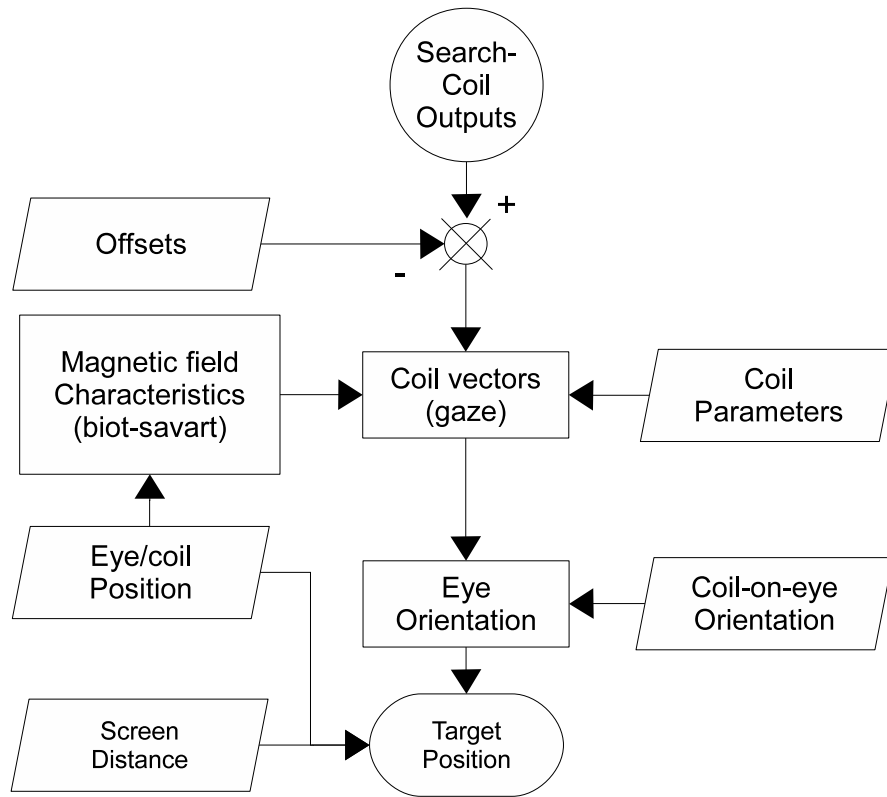 Search-
Coil
Outputs
+
Offsets
-
Magnetic field
Characteristics
(biot-savart)
Coil vectors
(gaze)
Coil
Parameters
Eye/coil
Position
Eye
Orientation
Coil-on-eye
Orientation
Screen
Distance
Target
Position